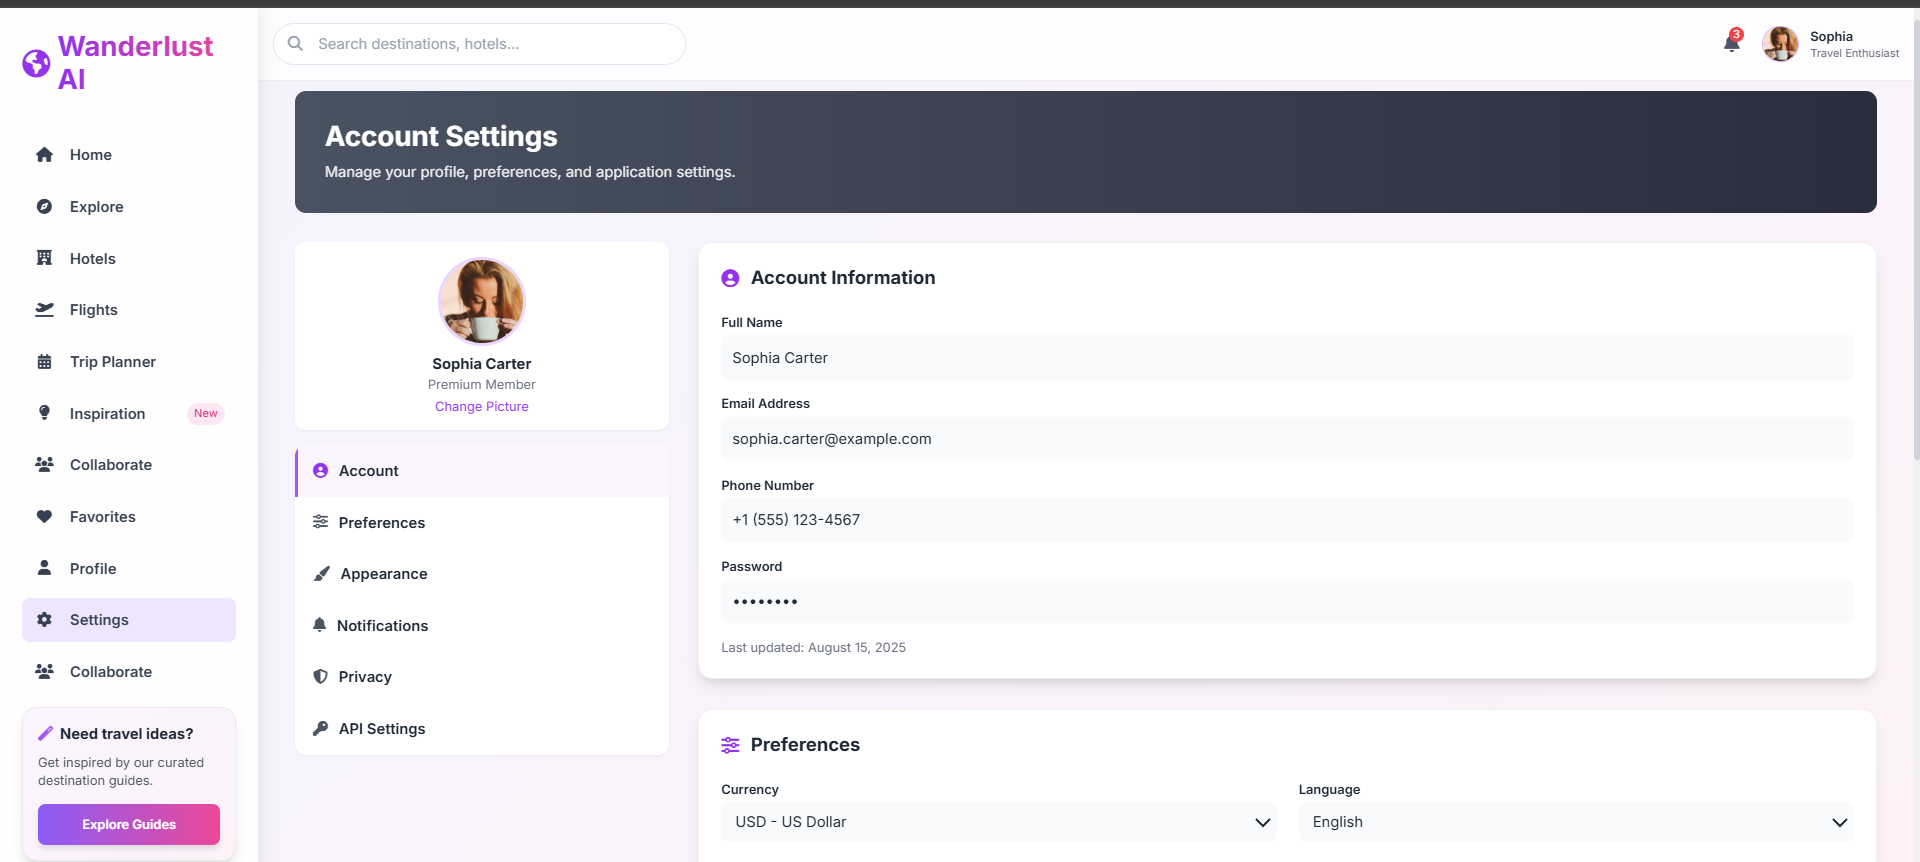 Wanderlust
AI
Home
Explore
Hotels
Flights
Trip Planner
Inspiration New
Collaborate
Favorites
Profile
Settings
Collaborate
Need travel ideas?
Get inspired by our curated
destination guides.
Explore Guides
Search destinations, hotels...
3
Sophia
Travel Enthusiast
Account Settings
Manage your profile, preferences, and application settings.
Sophia Carter
Premium Member
Change Picture
Account
Preferences
Appearance
Notifications
Privacy
API Settings
Account Information
Full Name
Sophia Carter
Email Address
sophia.carter@example.com
Phone Number
+1 (555) 123-4567
Password
••••••••
Last updated: August 15, 2025
Preferences
Currency
USD - US Dollar
Language
English